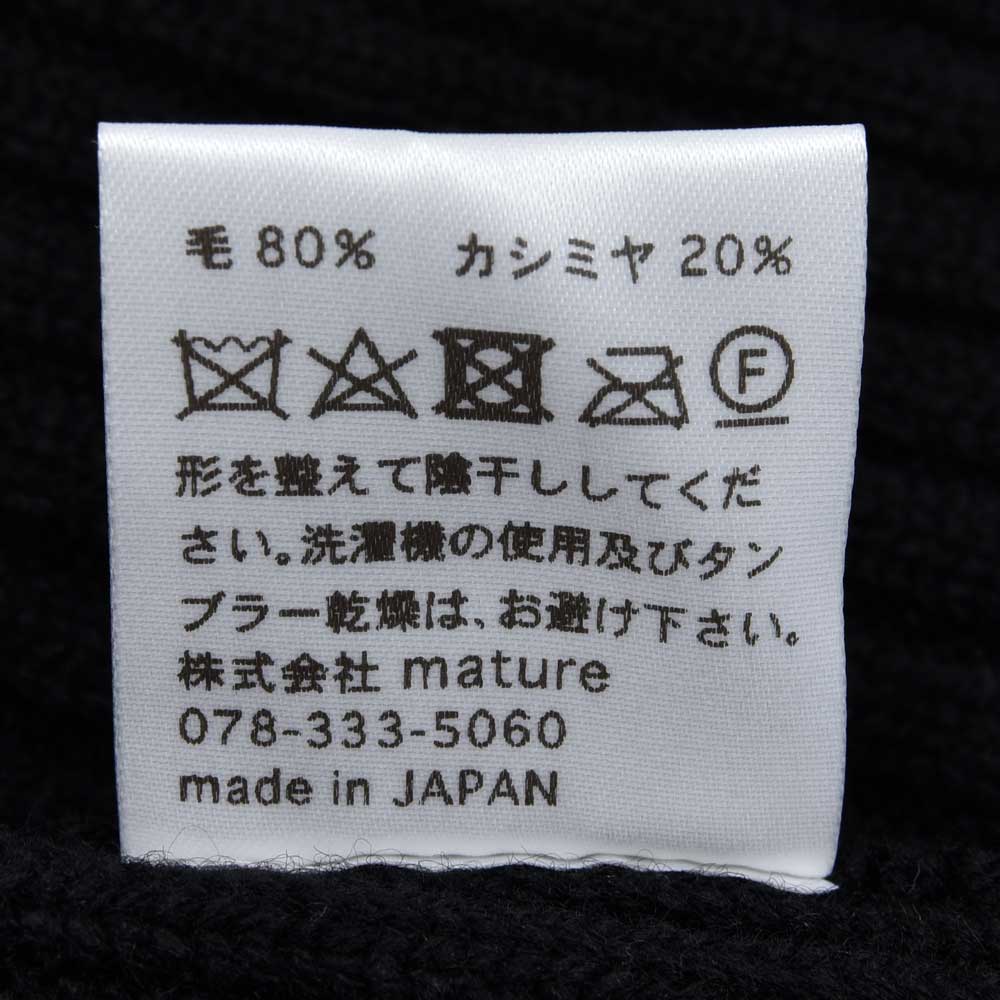 毛 80% カシミヤ 20%
F
形を整えて陰干ししてくだ
さい。洗濯機の使用及びタン
ブラー乾燥は、お避け下さい。
株式会社 mature
078-333-5060
made in JAPAN